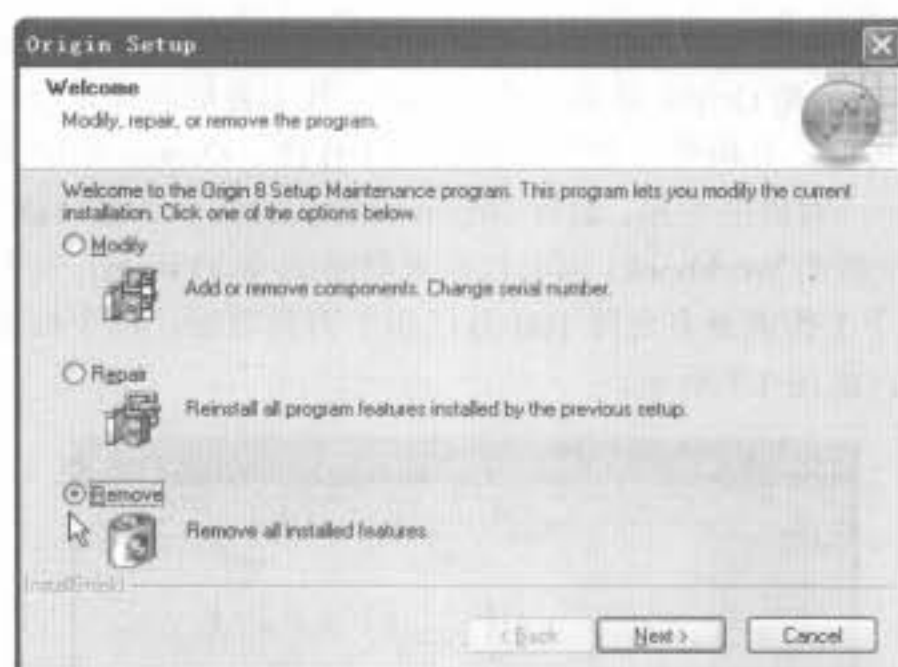 Origin Setup
Welcome
Modify, repair, or remove the program.
Welcome to the Origin 8 Setup Maintenance program. This program lets you modify the current
installation. Click one of the options below.
Modify
Add or remove components. Change serial number.
Repair
Reinstall all program features installed by the previous setup.
Remove
Remove all installed features.
InstallShield
< Back
Next >
Cancel